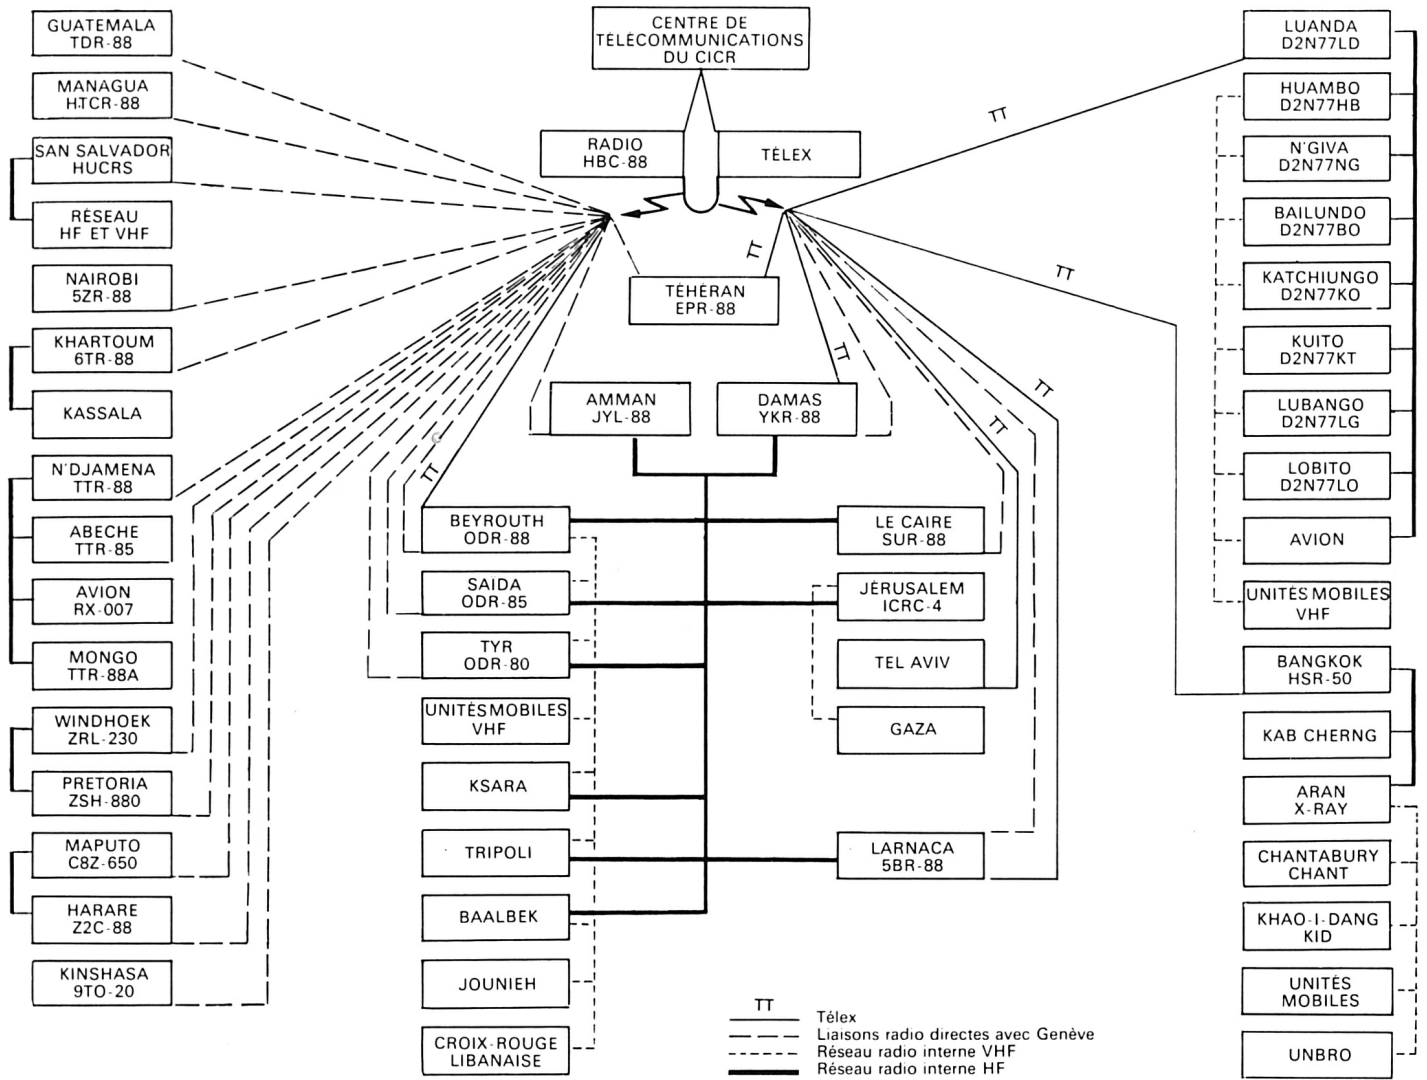 CENTRE DE
TÉLÉCOMMUNICATIONS
DU CICR
RADIO
HBC-88
TÉLEX
GUATEMALA
TDR-88
MANAGUA
HTCR-88
SAN SALVADOR
HUCRS
RÉSEAU
HF ET VHF
NAIROBI
5ZR-88
KHARTOUM
6TR-88
KASSALA
N'DJAMENA
TTR-88
ABECHE
TTR-85
AVION
RX-007
MONGO
TTR-88A
WINDHOEK
ZRL-230
PRETORIA
ZSH-880
MAPUTO
C8Z-650
HARARE
Z2C-88
KINSHASA
9TO-20
TÉHÉRAN
EPR-88
AMMAN
JYL-88
DAMAS
YKR-88
TT
TT
TT
TT
TT
TT
TT
BEYROUTH
ODR-88
SAIDA
ODR-85
TYR
ODR-80
UNITÉS MOBILES
VHF
KSARA
TRIPOLI
BAALBEK
JOUNIEH
CROIX-ROUGE
LIBANAISE
LE CAIRE
SUR-88
JÉRUSALEM
ICRC-4
TEL AVIV
GAZA
LARNACA
5BR-88
LUANDA
D2N77LD
HUAMBO
D2N77HB
N'GIVA
D2N77NG
BAILUNDO
D2N77BO
KATCHIUNGO
D2N77KO
KUITO
D2N77KT
LUBANGO
D2N77LG
LOBITO
D2N77LO
AVION
UNITÉS MOBILES
VHF
BANGKOK
HSR-50
KAB CHERNG
ARAN
X-RAY
CHANTABURY
CHANT
KHAO-I-DANG
KID
UNITÉS
MOBILES
UNBRO
TT
Télex
Liaisons radio directes avec Genève
Réseau radio interne VHF
Réseau radio interne HF